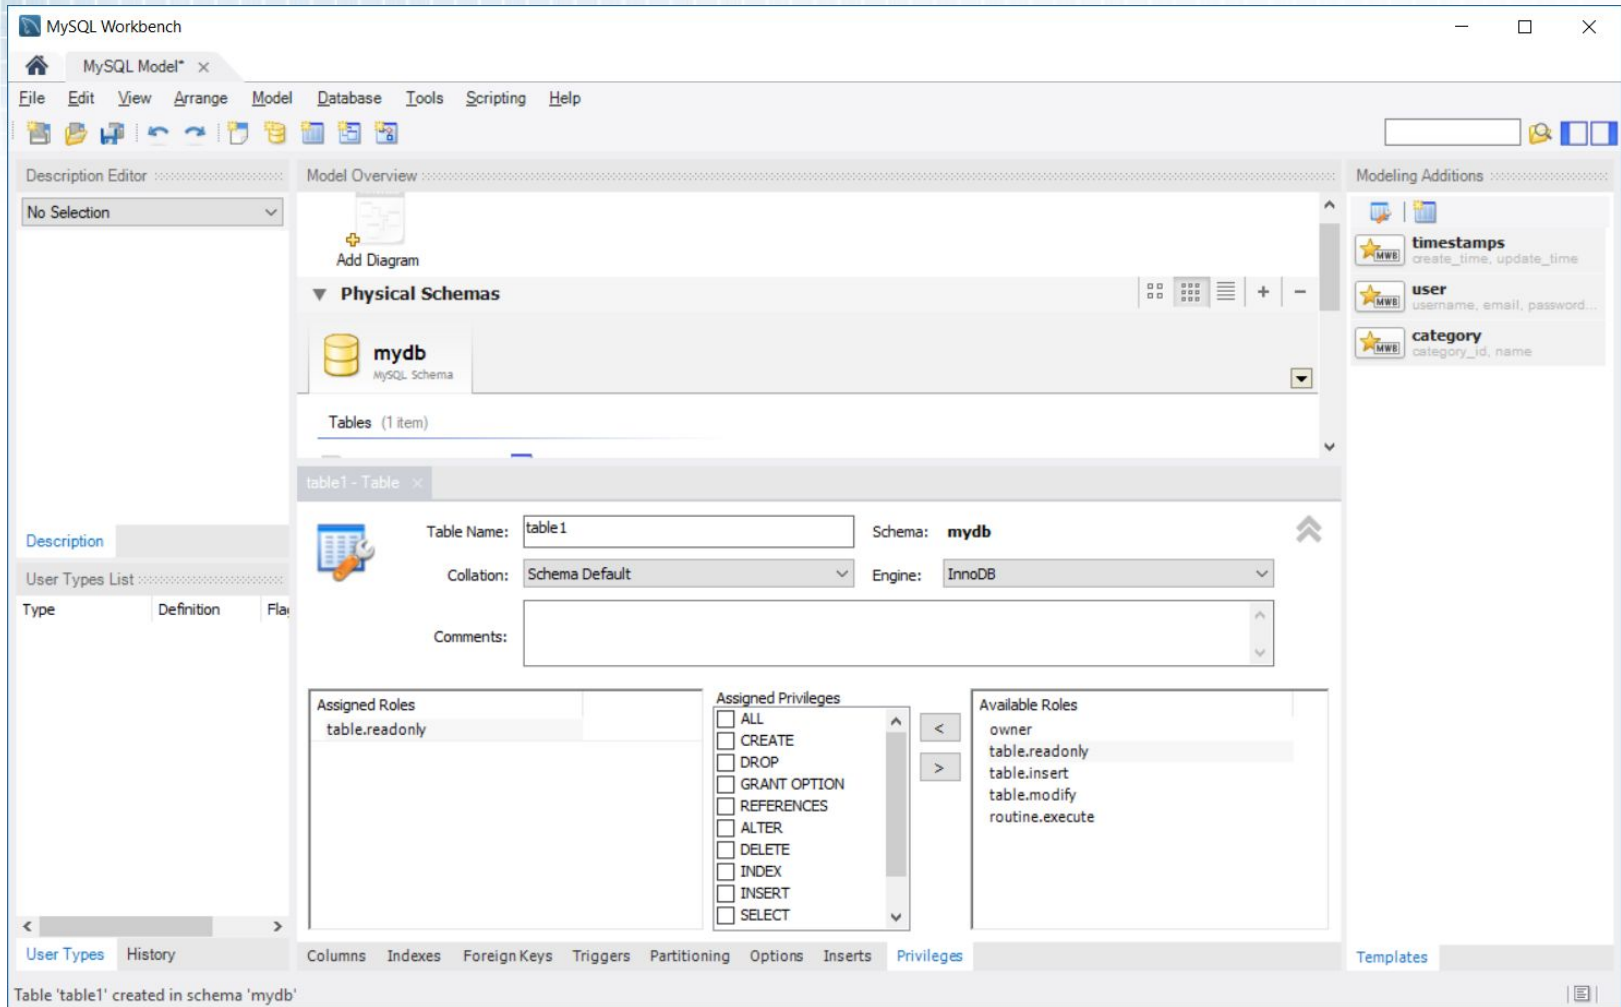 MySQL Workbench
MySQL Model* ×
File Edit View Arrange Model Database Tools Scripting Help
Description Editor
No Selection
Description
User Types List
Type Definition Flag
User Types History
Model Overview
Add Diagram
Physical Schemas
mydb
MySQL Schema
Tables (1 item)
table1 - Table ×
Table Name: table1 Schema: mydb
Collation: Schema Default Engine: InnoDB
Comments:
Assigned Roles
table.readonly
Assigned Privileges
ALL
CREATE
DROP
GRANT OPTION
REFERENCES
ALTER
DELETE
INDEX
INSERT
SELECT
<
>
Available Roles
owner
table.readonly
table.insert
table.modify
routine.execute
Columns Indexes Foreign Keys Triggers Partitioning Options Inserts Privileges
Modeling Additions
MWB
timestamps
create_time, update_time
MWB
user
username, email, password...
MWB
category
category_id, name
Templates
Table 'table1' created in schema 'mydb'